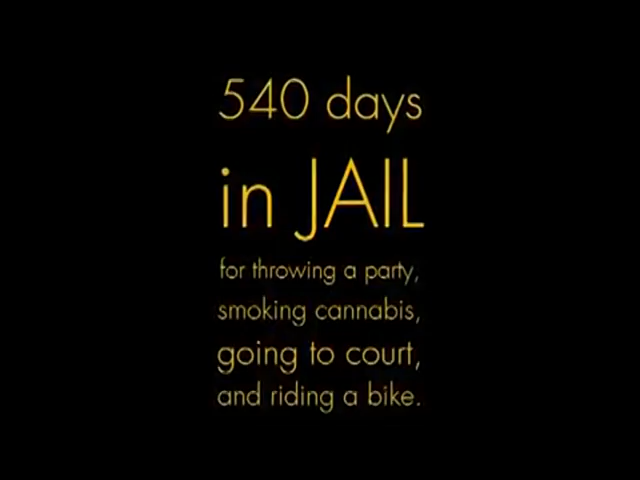 540 days
in JAIL
for throwing a party,
smoking cannabis,
going to court,
and riding a bike.